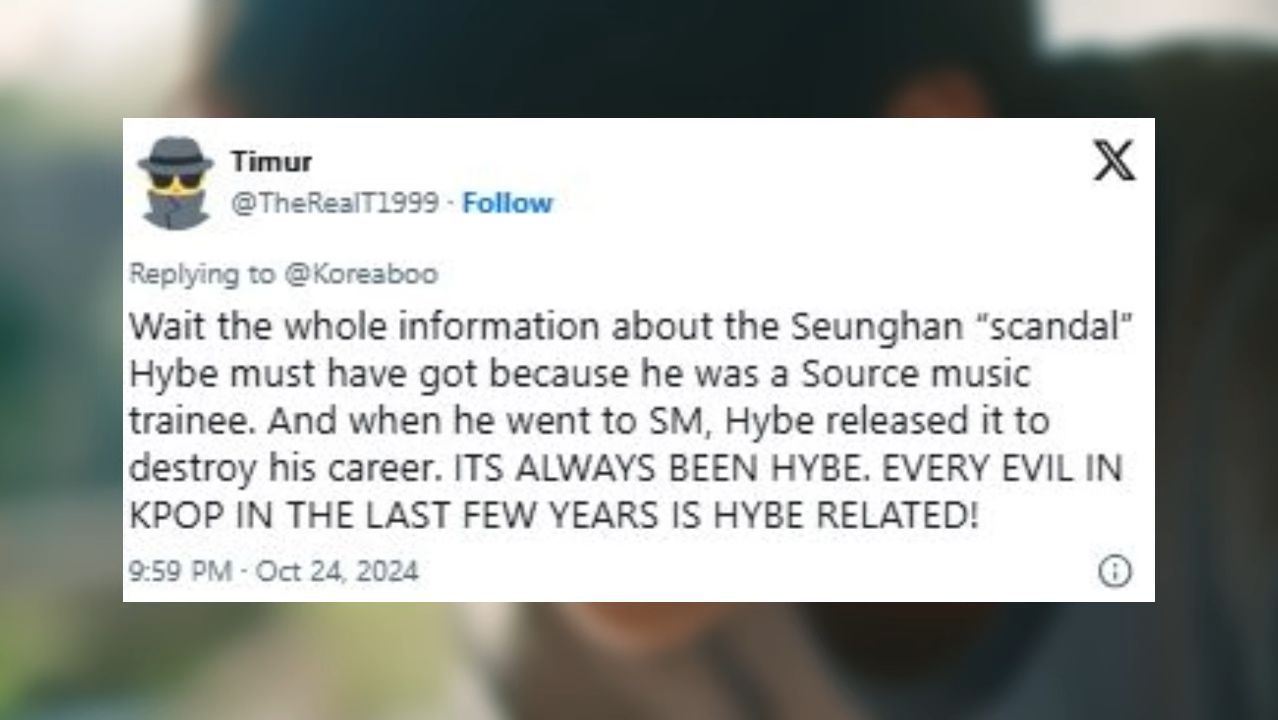 Timur
@TheRealT1999 · Follow
Replying to @Koreaboo
Wait the whole information about the Seunghan “scandal”
Hybe must have got because he was a Source music
trainee. And when he went to SM, Hybe released it to
destroy his career. ITS ALWAYS BEEN HYBE. EVERY EVIL IN
KPOP IN THE LAST FEW YEARS IS HYBE RELATED!
9:59 PM · Oct 24, 2024